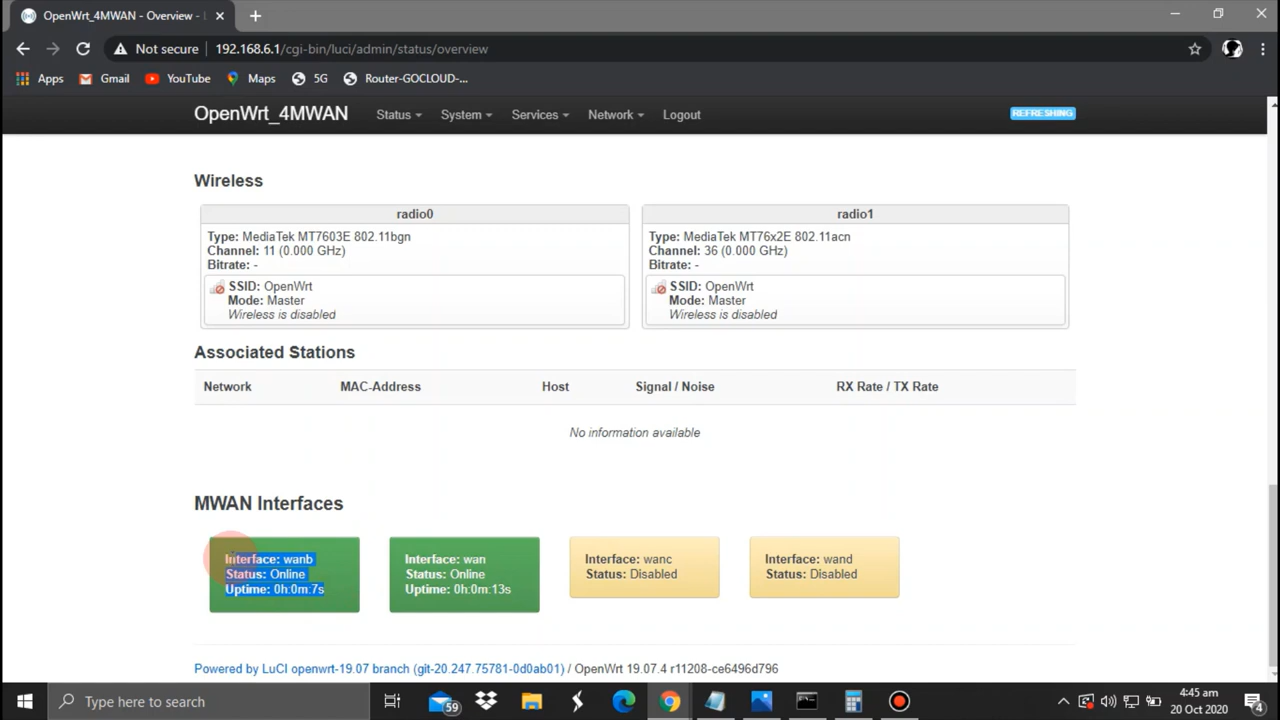 OpenWrt_4MWAN - Overview -
Not secure 192.168.6.1/cgi-bin/luci/admin/status/overview
Apps Gmail YouTube Maps 5G Router-GOCLOUD-...
OpenWrt_4MWAN Status System Services Network Logout REFRESHING
Wireless
radio0
Type: MediaTek MT7603E 802.11bgn
Channel: 11 (0.000 GHz)
Bitrate: -
SSID: OpenWrt
Mode: Master
Wireless is disabled
radio1
Type: MediaTek MT76x2E 802.11acn
Channel: 36 (0.000 GHz)
Bitrate: -
SSID: OpenWrt
Mode: Master
Wireless is disabled
Associated Stations
Network MAC-Address Host Signal / Noise RX Rate / TX Rate
No information available
MWAN Interfaces
Interface: wanb
Status: Online
Uptime: 0h:0m:7s
Interface: wan
Status: Online
Uptime: 0h:0m:13s
Interface: wanc
Status: Disabled
Interface: wand
Status: Disabled
Powered by LuCI openwrt-19.07 branch (git-20.247.75781-0d0ab01) / OpenWrt 19.07.4 r11208-ce6496d796
Type here to search
59
4:45 am
20 Oct 2020
4